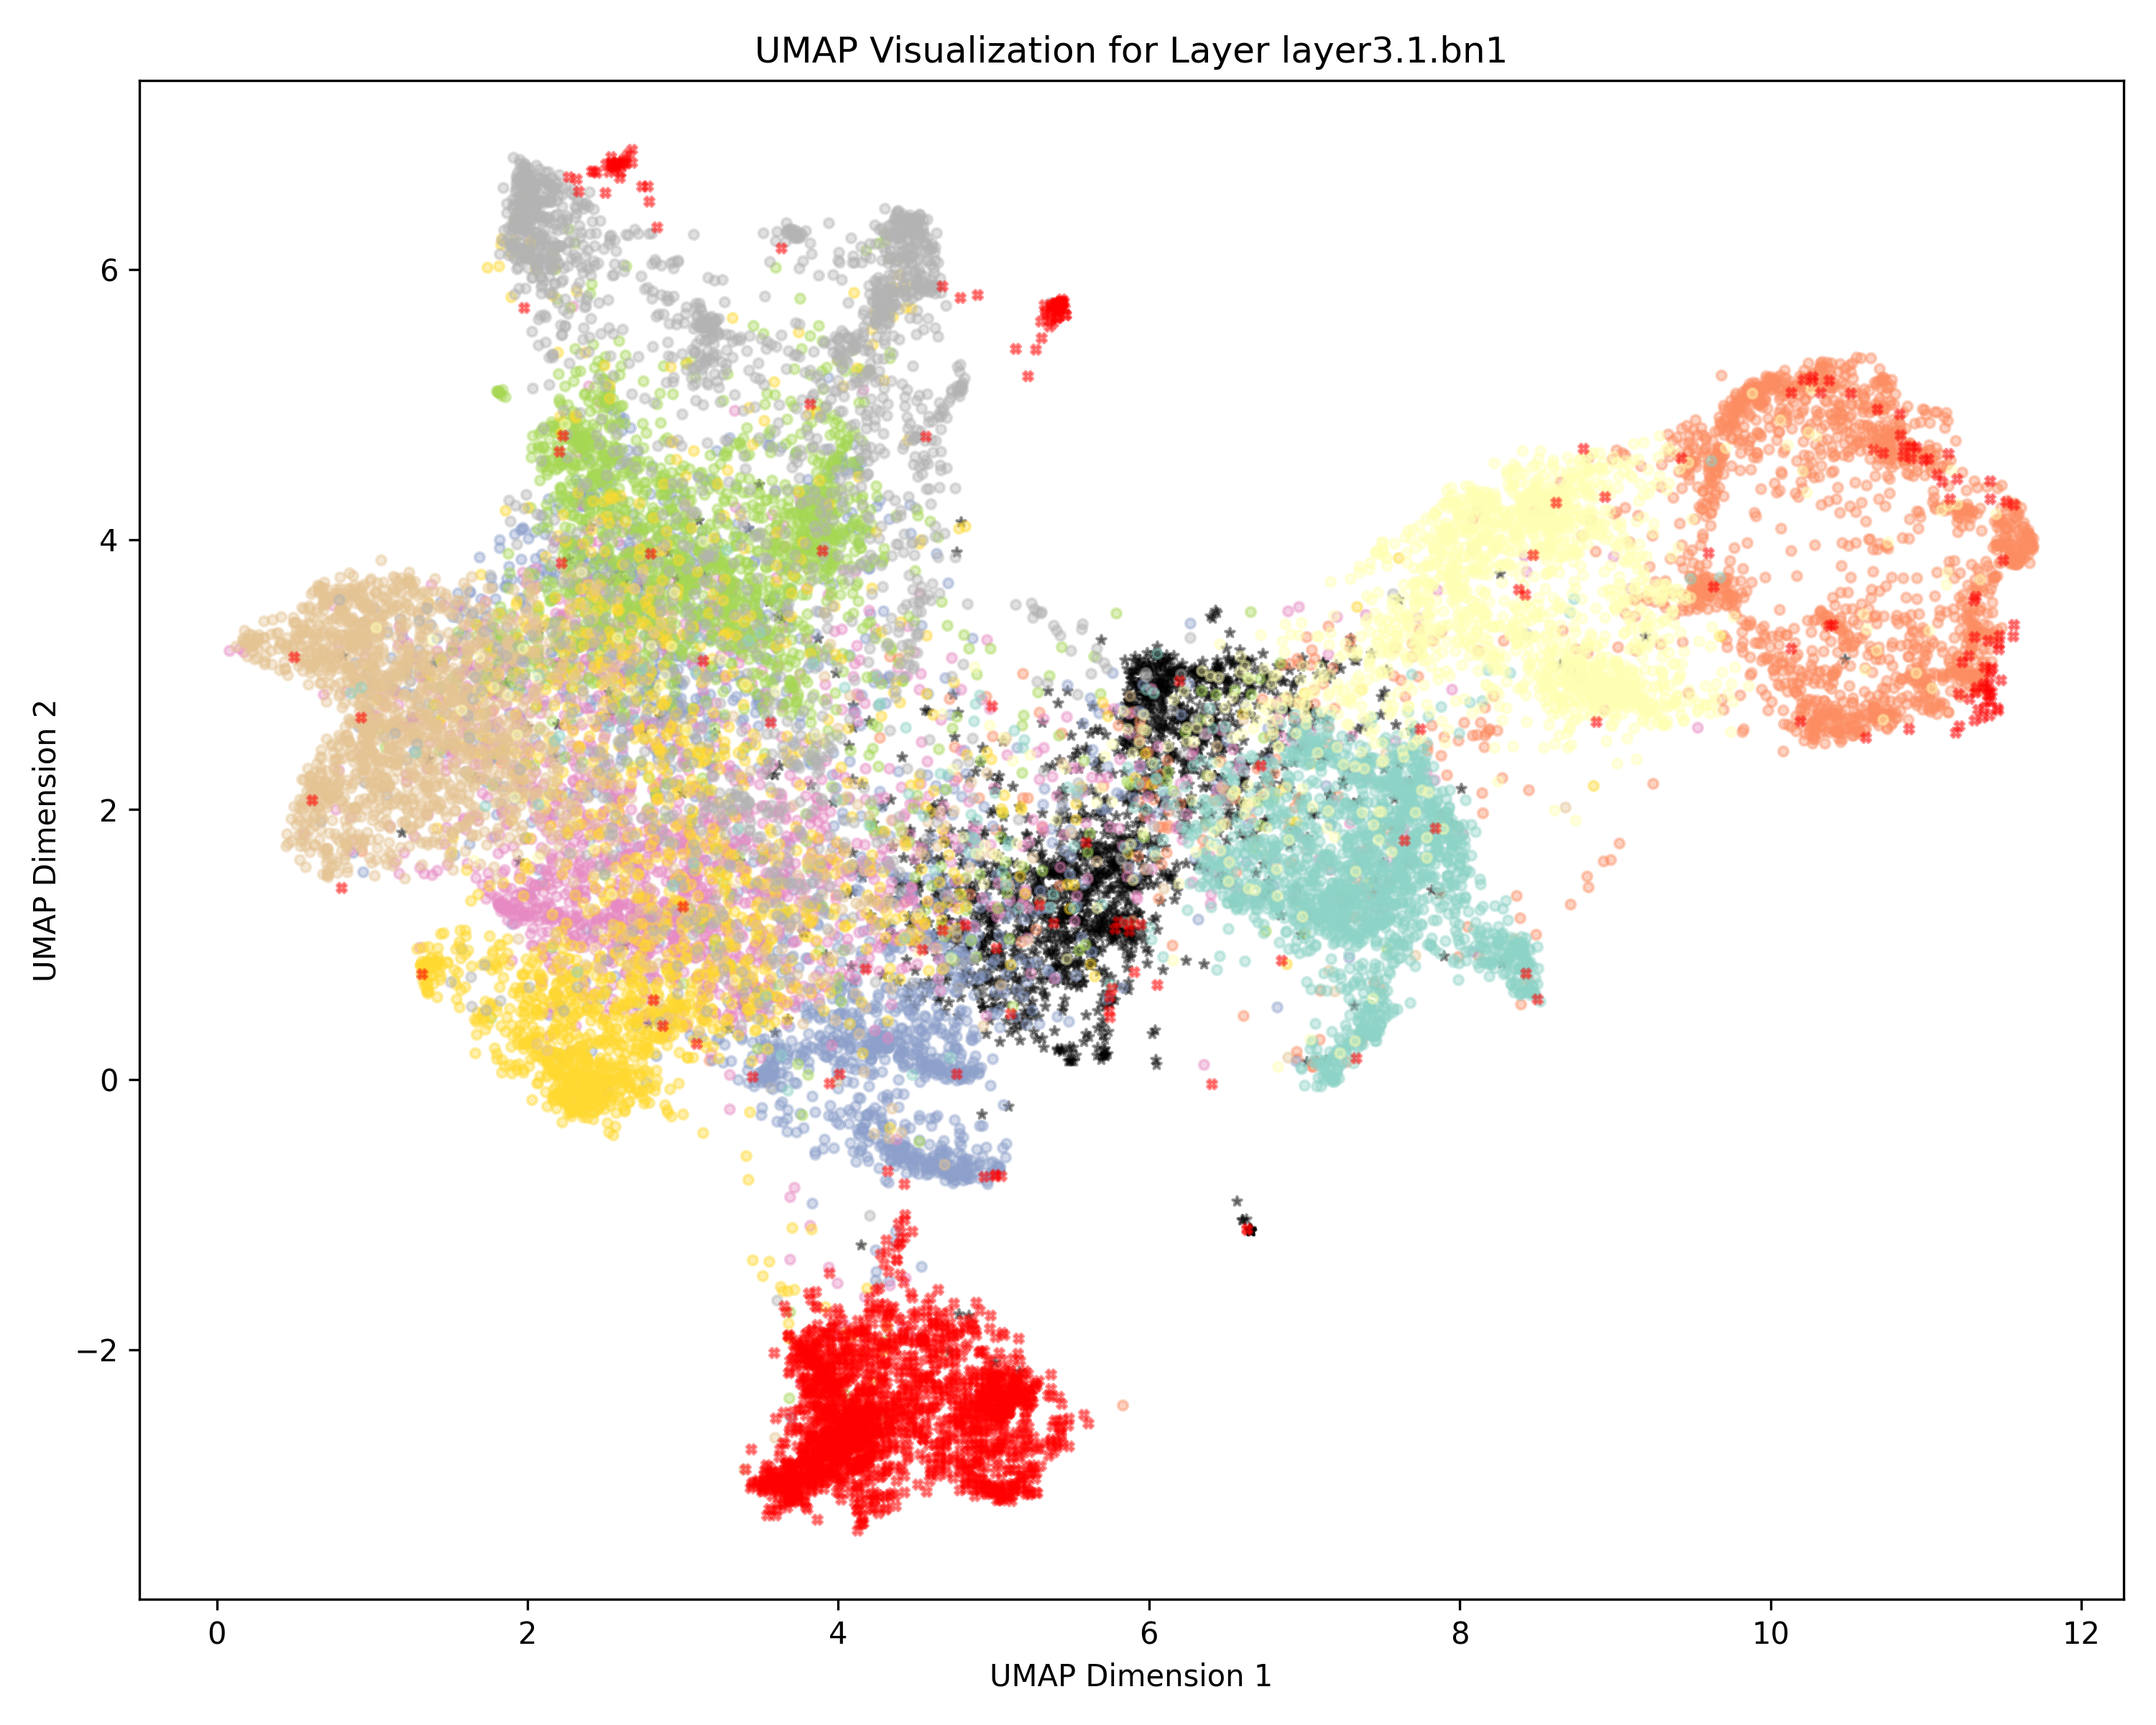 UMAP Visualization for Layer layer3.1.bn1
UMAP Dimension 2
6
4
2
0
−2
0 2 4 6 8 10 12
UMAP Dimension 1